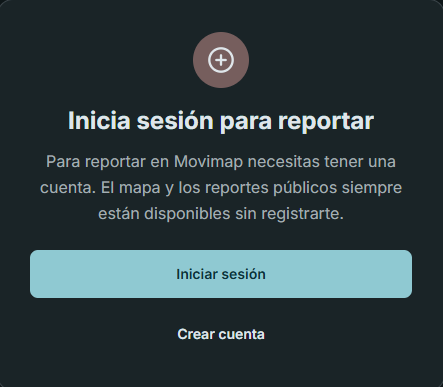 Inicia sesión para reportar
Para reportar en Movimap necesitas tener una
cuenta. El mapa y los reportes públicos siempre
están disponibles sin registrarte.
Iniciar sesión
Crear cuenta